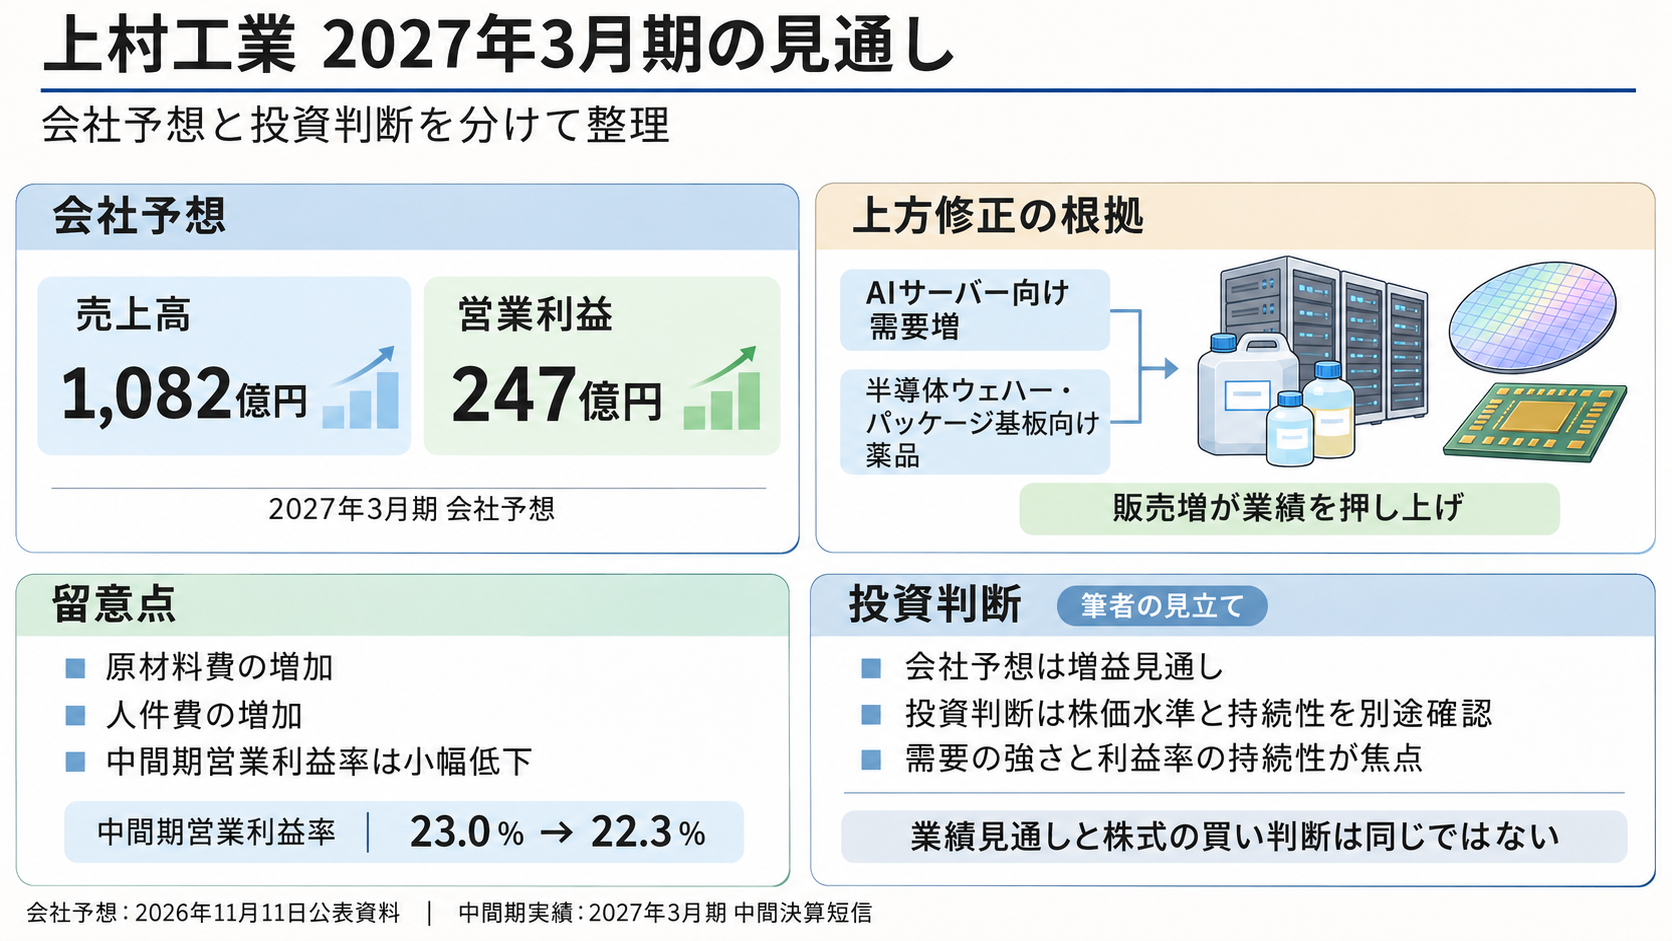 上村工業 2027年3月期の見通し
会社予想と投資判断を分けて整理
会社予想
売上高
1,082億円
営業利益
247億円
2027年3月期 会社予想
上方修正の根拠
AIサーバー向け
需要増
半導体ウェハー・
パッケージ基板向け
薬品
販売増が業績を押し上げ
留意点
原材料費の増加
人件費の増加
中間期営業利益率は小幅低下
中間期営業利益率 | 23.0% → 22.3%
投資判断 筆者の見立て
会社予想は増益見通し
投資判断は株価水準と持続性を別途確認
需要の強さと利益率の持続性が焦点
業績見通しと株式の買い判断は同じではない
会社予想：2026年11月11日公表資料 | 中間期実績：2027年3月期 中間決算短信